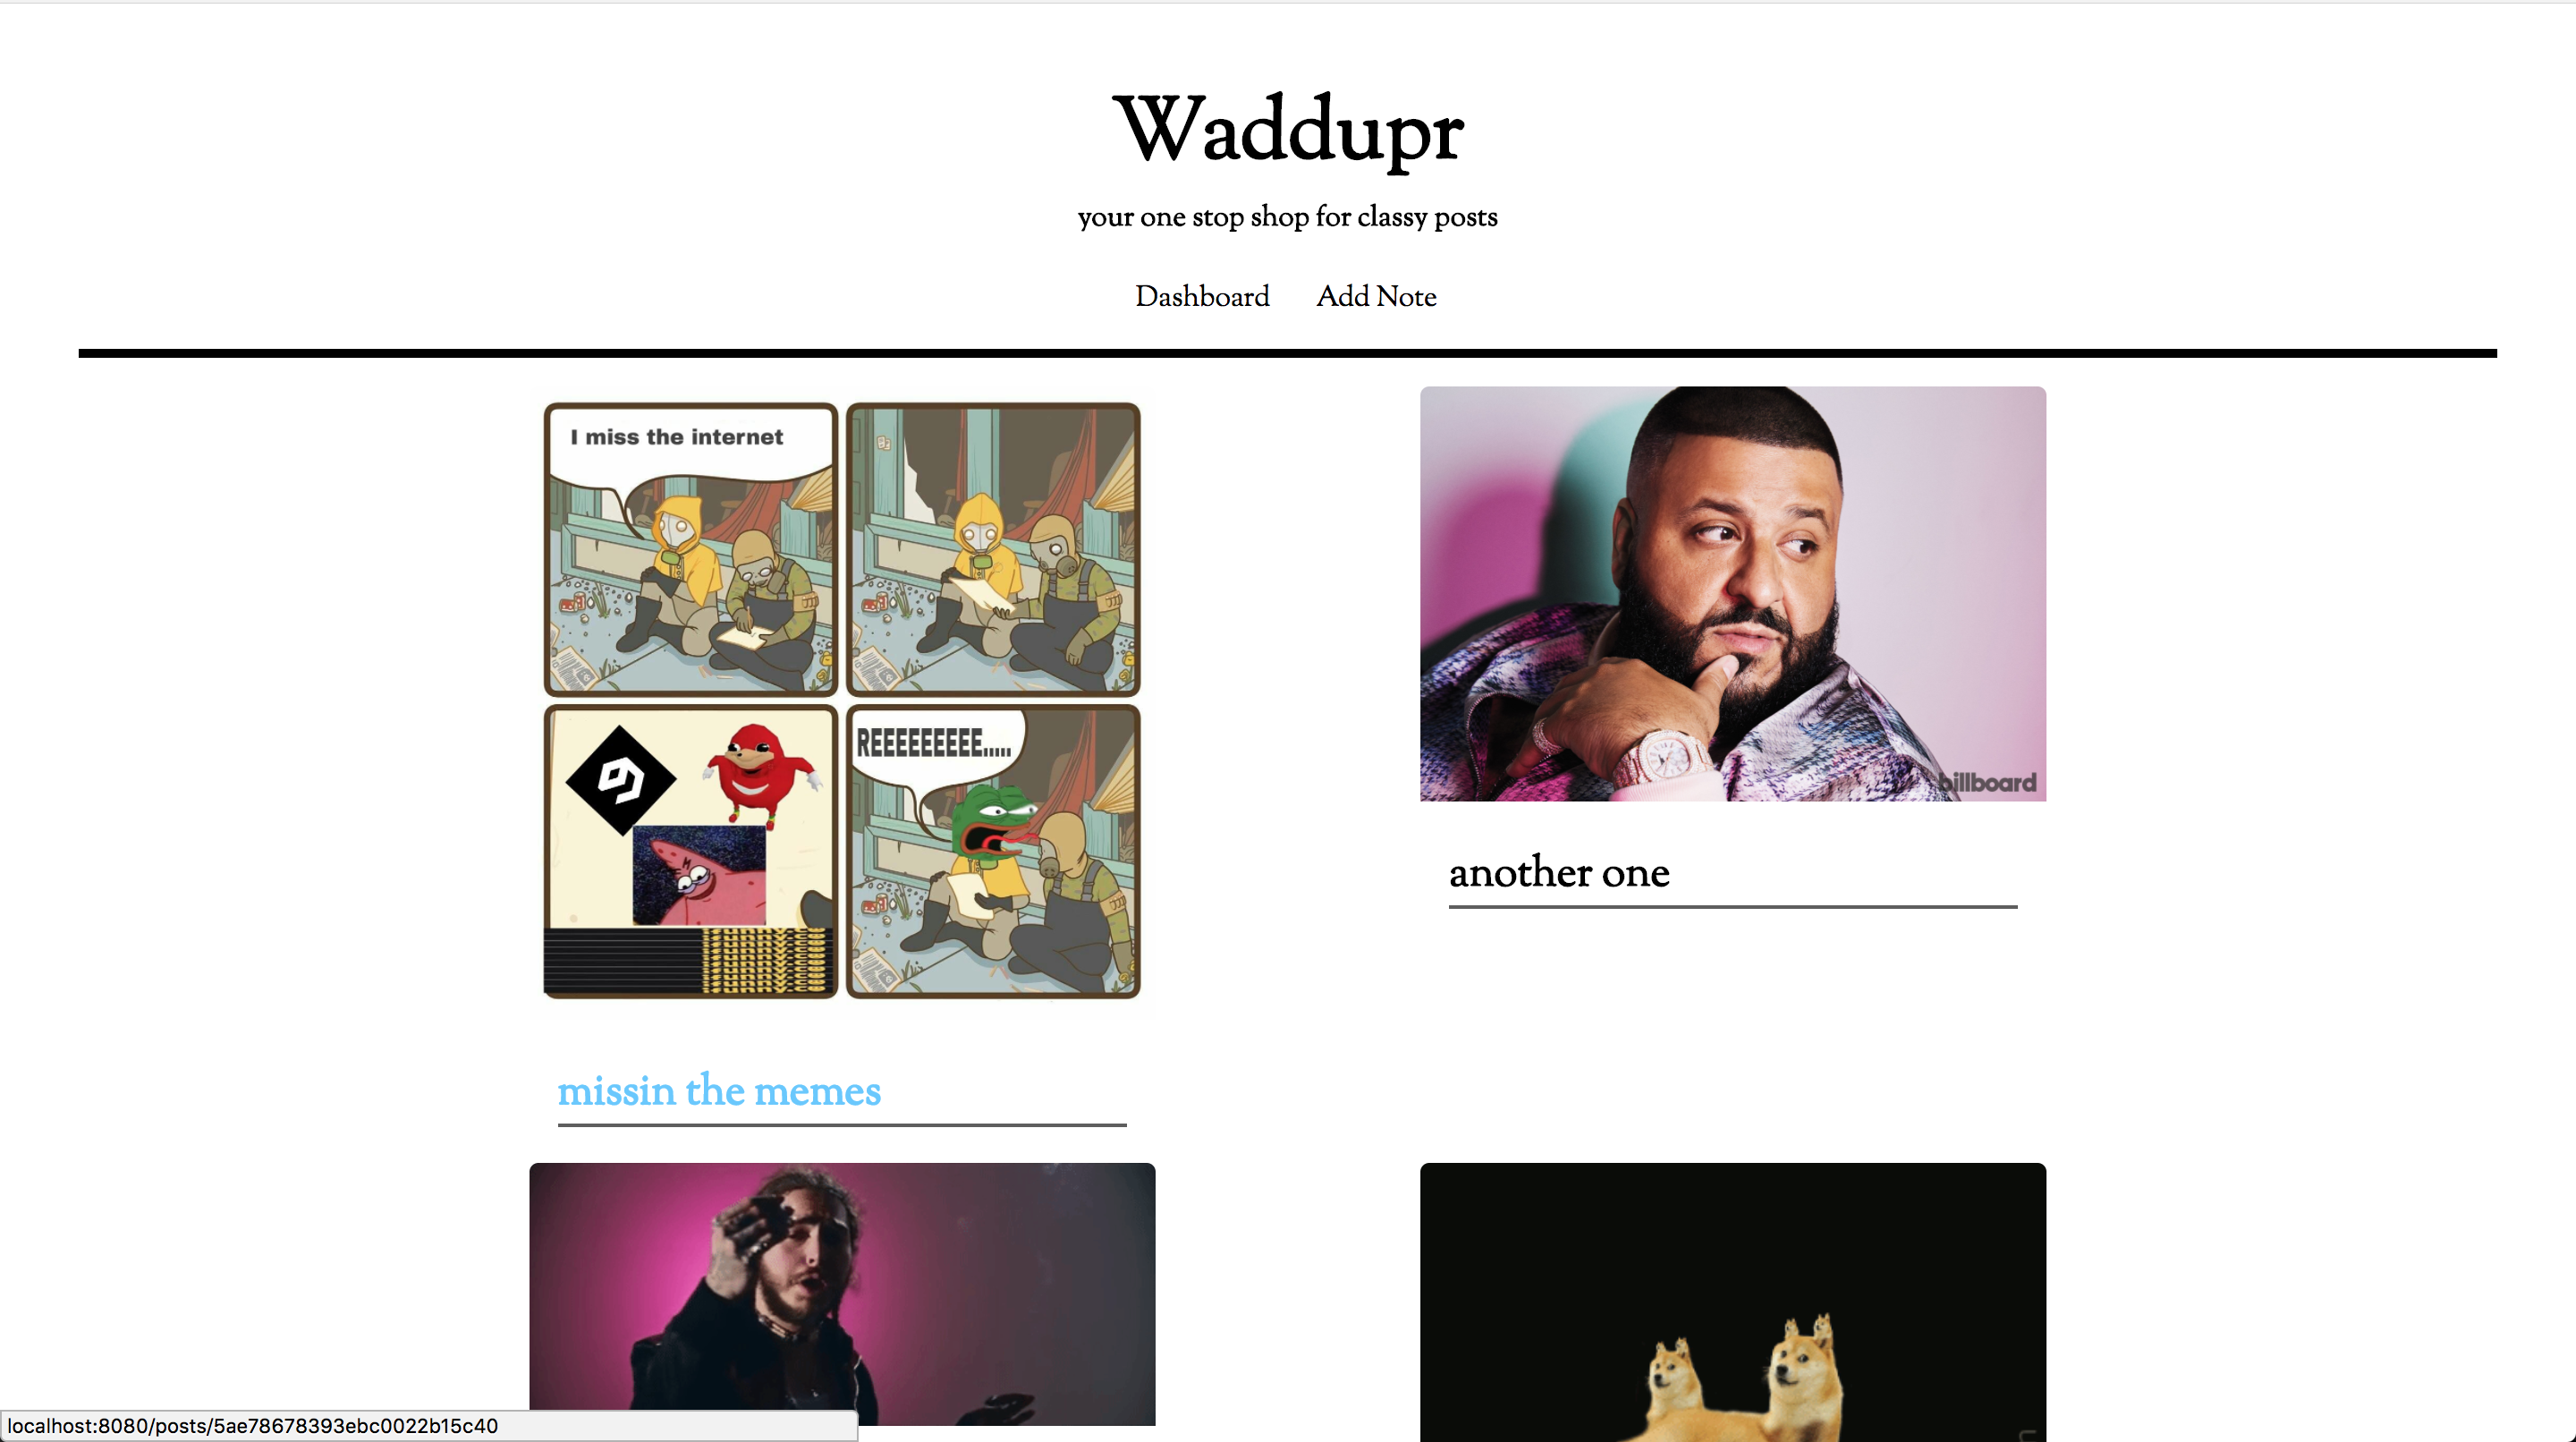 Waddupr
your one stop shop for classy posts
Dashboard Add Note
I miss the internet
REEEEEEEEE.....
billboard
another one
missin the memes
localhost:8080/posts/5ae78678393ebc0022b15c40